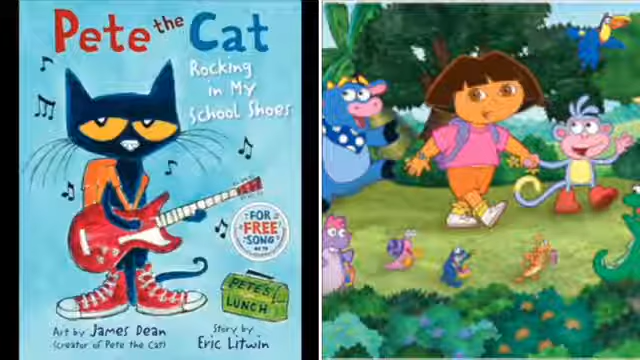 Pete the Cat
Rocking
in My
School Shoes
FOR
FREE
SONG
PETE'S
LUNCH
Art by James Dean
(creator of Pete the Cat)
Story by
Eric Litwin